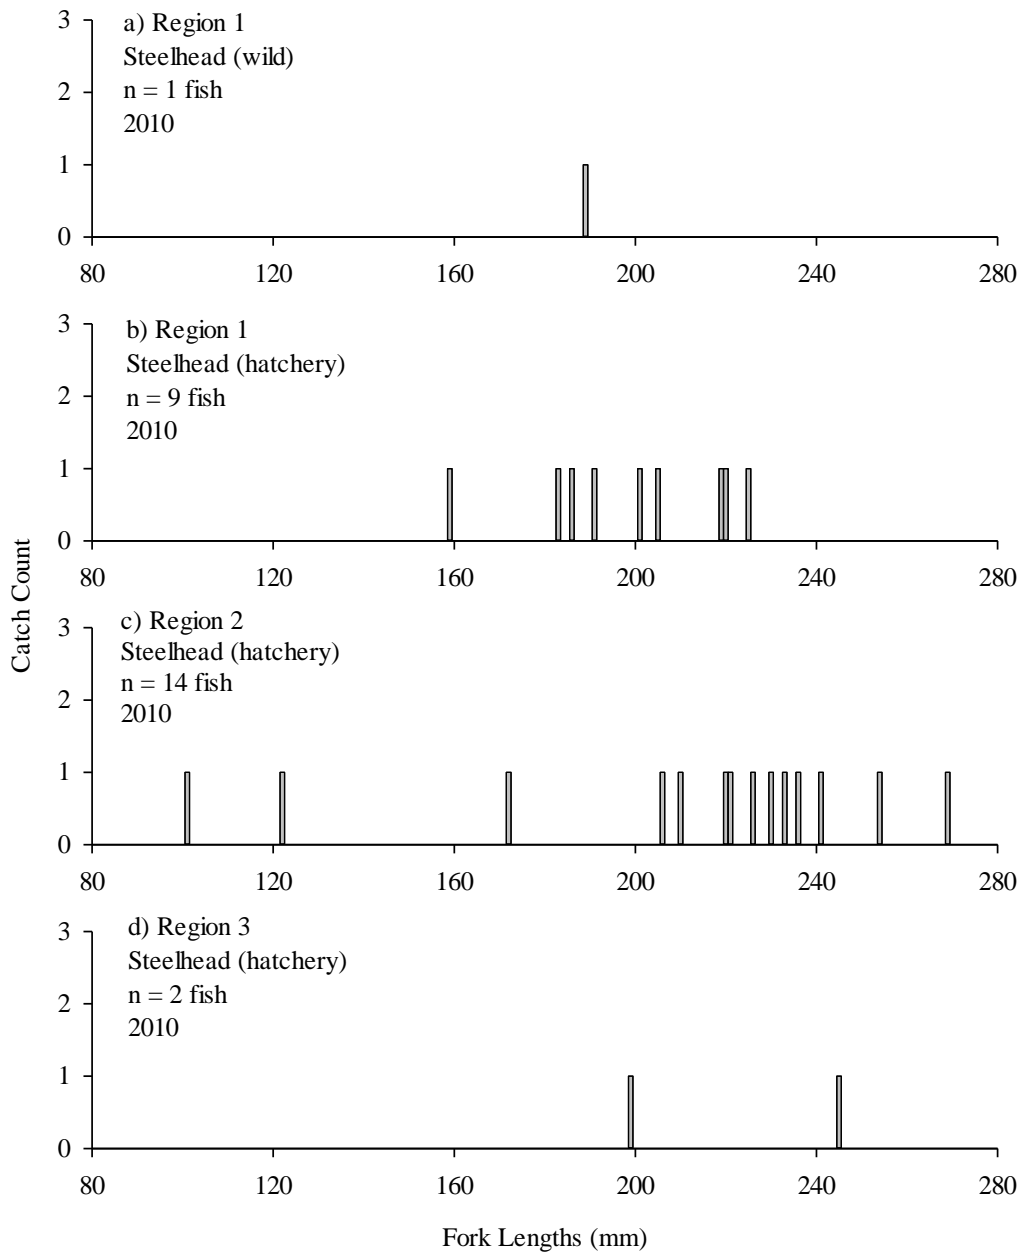 a) Region 1
Steelhead (wild)
n = 1 fish
2010
3
2
1
0
80 120 160 200 240 280
b) Region 1
Steelhead (hatchery)
n = 9 fish
2010
3
2
1
0
80 120 160 200 240 280
c) Region 2
Steelhead (hatchery)
n = 14 fish
2010
3
2
1
0
80 120 160 200 240 280
d) Region 3
Steelhead (hatchery)
n = 2 fish
2010
3
2
1
0
80 120 160 200 240 280
Catch Count
Fork Lengths (mm)